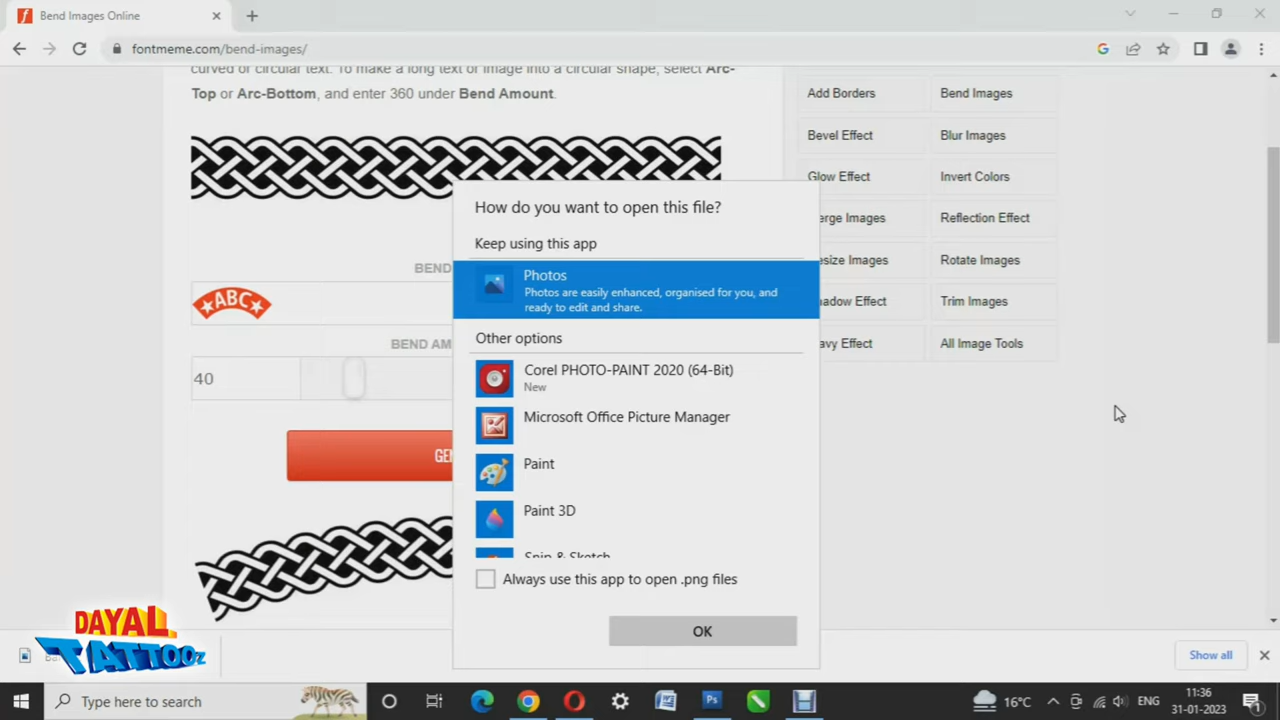 Bend Images Online
fontmeme.com/bend-images/
curved or circular text. To make a long text or image into a circular shape, select Arc-
Top or Arc-Bottom, and enter 360 under Bend Amount.
Add Borders
Bend Images
Bevel Effect
Blur Images
Glow Effect
Invert Colors
erge Images
Reflection Effect
esize Images
Rotate Images
hadow Effect
Trim Images
avy Effect
All Image Tools
BEND
ABC
BEND AM
40
GE
How do you want to open this file?
Keep using this app
Photos
Photos are easily enhanced, organised for you, and
ready to edit and share.
Other options
Corel PHOTO-PAINT 2020 (64-Bit)
New
Microsoft Office Picture Manager
Paint
Paint 3D
Snip & Sketch
Always use this app to open .png files
OK
DAYAL
TATTOOZ
Show all
Type here to search
16°C
ENG
11:36
31-01-2023